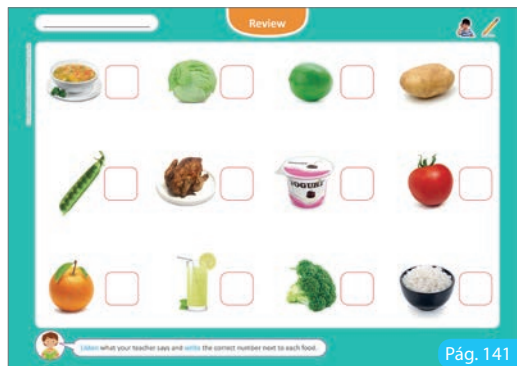 Review
YOGURT
Listen what your teacher says and write the correct number next to each food.
Pág. 141